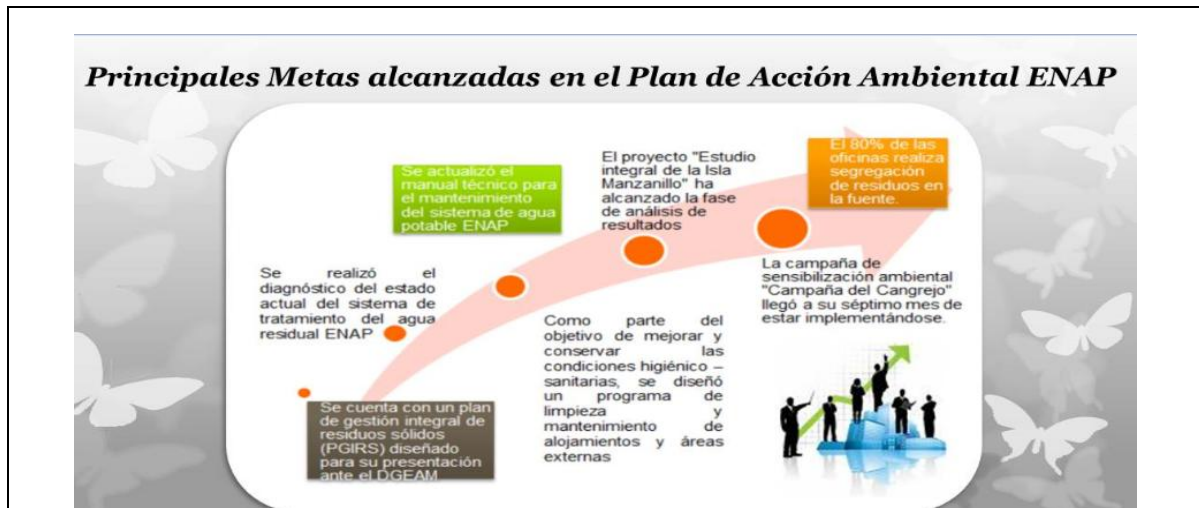 Principales Metas alcanzadas en el Plan de Acción Ambiental ENAP
Se cuenta con un plan
de gestión integral de
residuos sólidos
(PGIRS) diseñado
para su presentación
ante el DGEAM
Se realizó el
diagnóstico del estado
actual del sistema de
tratamiento del agua
residual ENAP
Se actualizó el
manual técnico para
el mantenimiento
del sistema de agua
potable ENAP
Como parte del
objetivo de mejorar y
conservar las
condiciones higiénico –
sanitarias, se diseñó
un programa de
limpieza y
mantenimiento de
alojamientos y áreas
externas
El proyecto "Estudio
integral de la Isla
Manzanillo" ha
alcanzado la fase
de análisis de
resultados
La campaña de
sensibilización ambiental
"Campaña del Cangrejo"
llegó a su séptimo mes de
estar implementándose.
El 80% de las
oficinas realiza
segregación
de residuos en
la fuente.